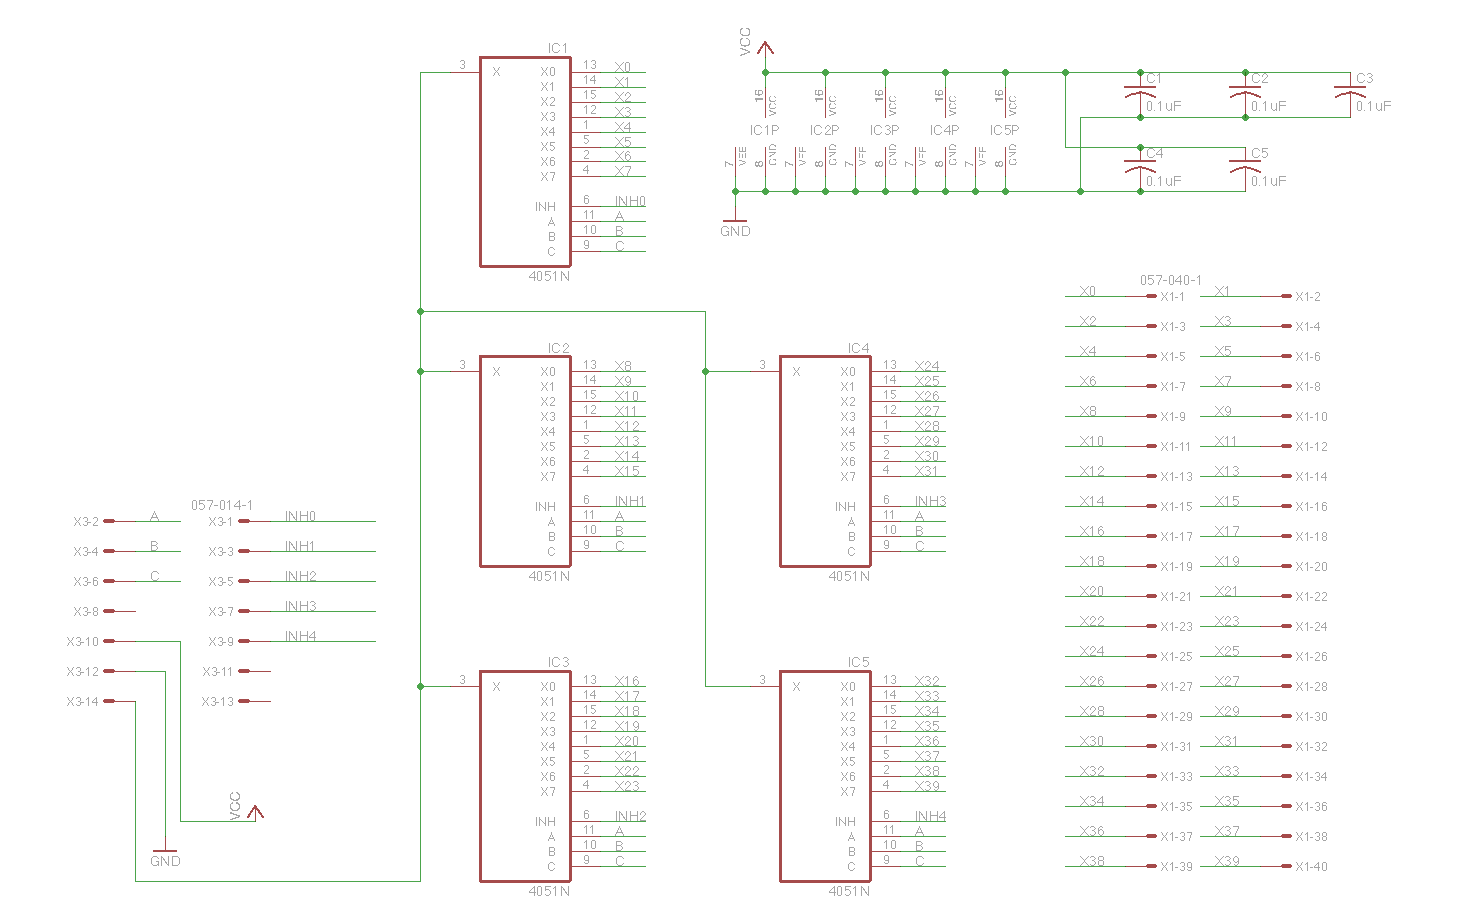 IC1
3 X X0 13 X0
X1 14 X1
X2 15 X2
X3 12 X3
X4 1 X4
X5 5 X5
X6 2 X6
X7 4 X7
INH 6 INH0
A 11 A
B 10 B
C 9 C
4051N
VCC
16 VCC 16 VCC 16 VCC 16 VCC 16 VCC
IC1P IC2P IC3P IC4P IC5P
7 VEE 8 GND 7 VEE 8 GND 7 VEE 8 GND 7 VEE 8 GND 7 VEE 8 GND
GND
C1 C2 C3
0.1uF 0.1uF 0.1uF
C4 C5
0.1uF 0.1uF
IC2
3 X X0 13 X8
X1 14 X9
X2 15 X10
X3 12 X11
X4 1 X12
X5 5 X13
X6 2 X14
X7 4 X15
INH 6 INH1
A 11 A
B 10 B
C 9 C
4051N
IC4
3 X X0 13 X24
X1 14 X25
X2 15 X26
X3 12 X27
X4 1 X28
X5 5 X29
X6 2 X30
X7 4 X31
INH 6 INH3
A 11 A
B 10 B
C 9 C
4051N
057-014-1
X3-2 A X3-1 INH0
X3-4 B X3-3 INH1
X3-6 C X3-5 INH2
X3-8 X3-7 INH3
X3-10 X3-9 INH4
X3-12 X3-11
X3-14 X3-13
VCC
GND
IC3
3 X X0 13 X16
X1 14 X17
X2 15 X18
X3 12 X19
X4 1 X20
X5 5 X21
X6 2 X22
X7 4 X23
INH 6 INH2
A 11 A
B 10 B
C 9 C
4051N
IC5
3 X X0 13 X32
X1 14 X33
X2 15 X34
X3 12 X35
X4 1 X36
X5 5 X37
X6 2 X38
X7 4 X39
INH 6 INH4
A 11 A
B 10 B
C 9 C
4051N
057-040-1
X0 X1-1 X1 X1-2
X2 X1-3 X3 X1-4
X4 X1-5 X5 X1-6
X6 X1-7 X7 X1-8
X8 X1-9 X9 X1-10
X10 X1-11 X11 X1-12
X12 X1-13 X13 X1-14
X14 X1-15 X15 X1-16
X16 X1-17 X17 X1-18
X18 X1-19 X19 X1-20
X20 X1-21 X21 X1-22
X22 X1-23 X23 X1-24
X24 X1-25 X25 X1-26
X26 X1-27 X27 X1-28
X28 X1-29 X29 X1-30
X30 X1-31 X31 X1-32
X32 X1-33 X33 X1-34
X34 X1-35 X35 X1-36
X36 X1-37 X37 X1-38
X38 X1-39 X39 X1-40